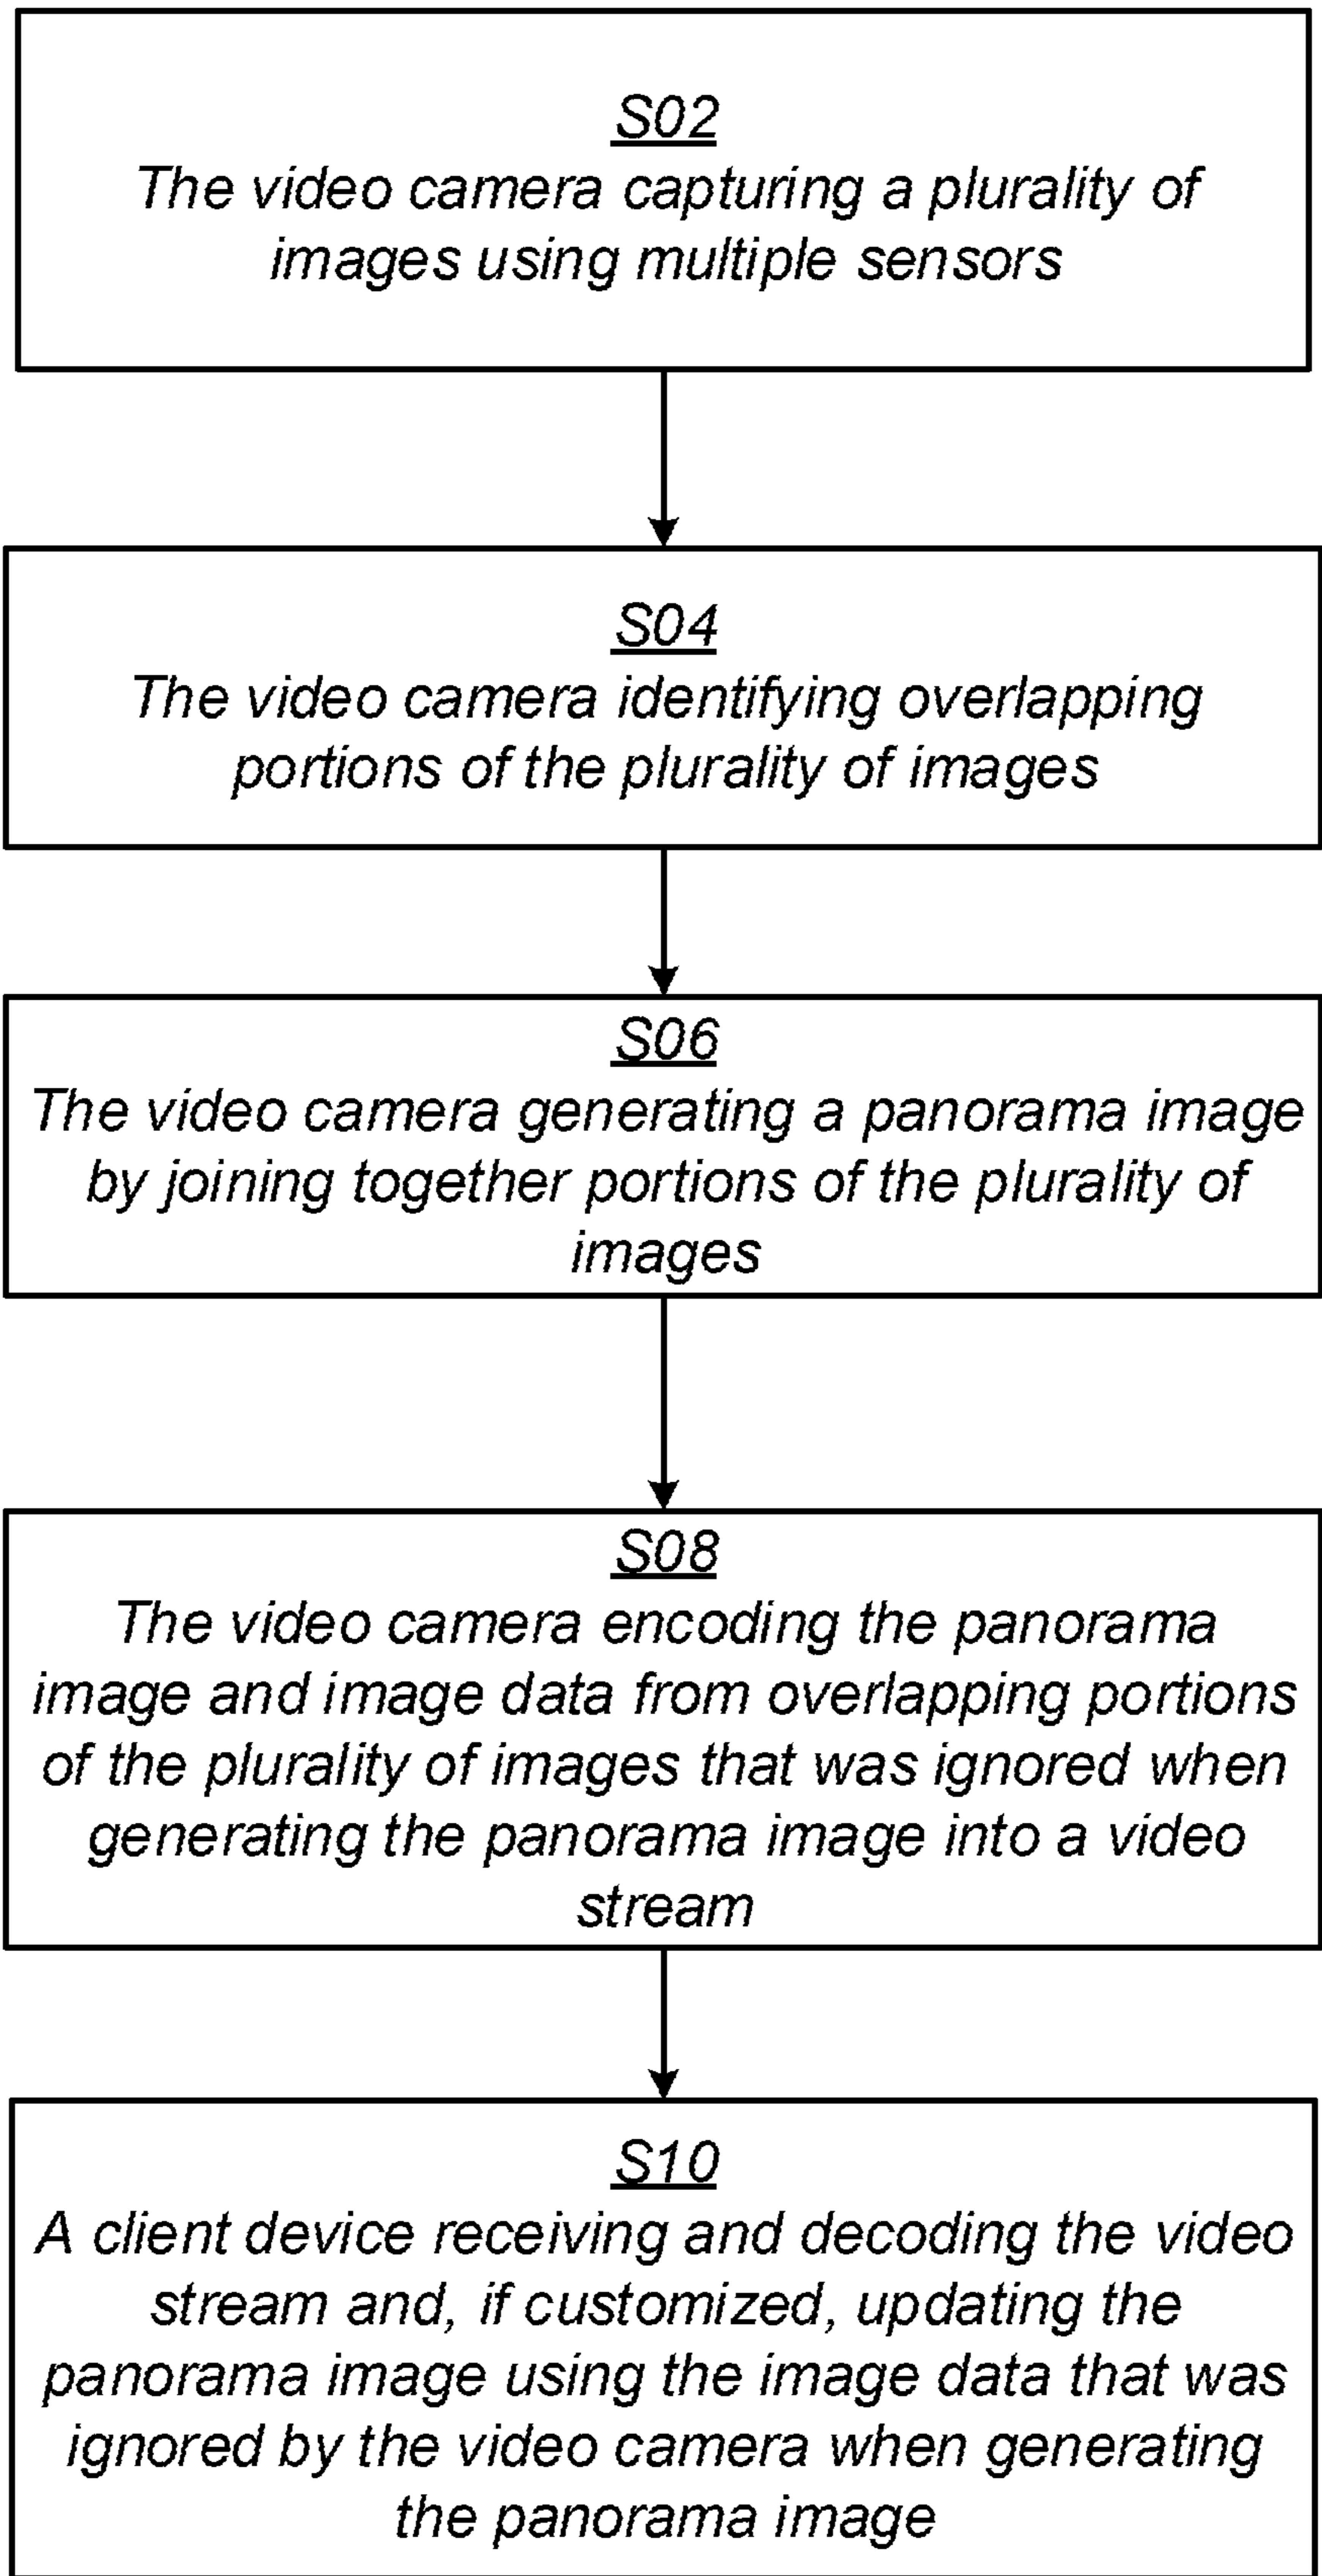 S02
The video camera capturing a plurality of
images using multiple sensors
S04
The video camera identifying overlapping
portions of the plurality of images
S06
The video camera generating a panorama image
by joining together portions of the plurality of
images
S08
The video camera encoding the panorama
image and image data from overlapping portions
of the plurality of images that was ignored when
generating the panorama image into a video
stream
S10
A client device receiving and decoding the video
stream and, if customized, updating the
panorama image using the image data that was
ignored by the video camera when generating
the panorama image